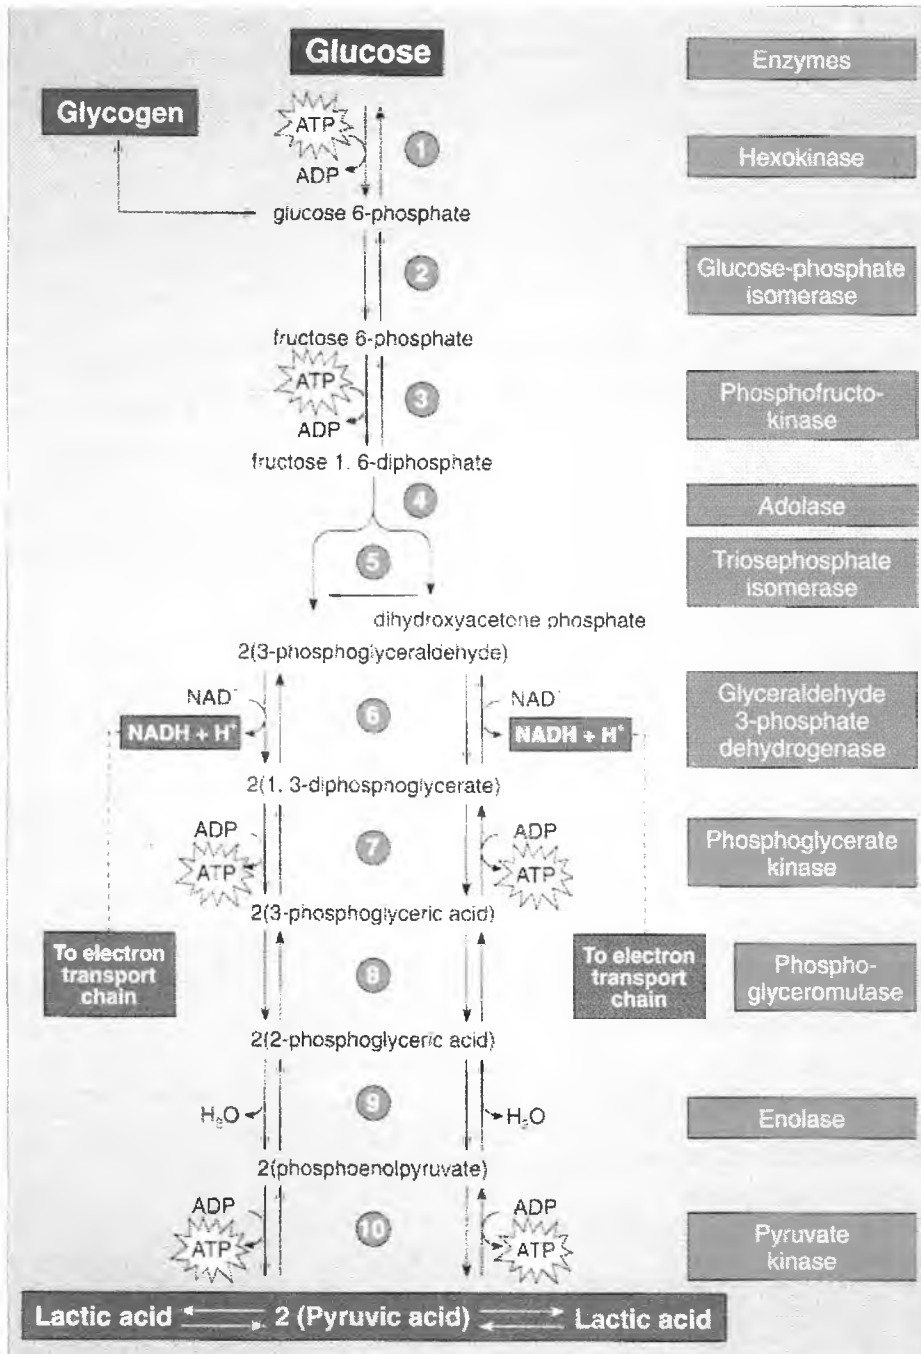 Glucose
Enzymes
Glycogen
ATP
ADP
1
Hexokinase
glucose 6-phosphate
2
Glucose-phosphate
isomerase
fructose 6-phosphate
ATP
ADP
3
Phosphofructo-
kinase
fructose 1. 6-diphosphate
4
Adolase
5
Triosephosphate
isomerase
dihydroxyacetone phosphate
2(3-phosphoglyceraldehyde)
NAD+
6
NAD+
NADH + H+
NADH + H+
Glyceraldehyde
3-phosphate
dehydrogenase
2(1, 3-diphosphoglycerate)
ADP
7
ADP
ATP
ATP
Phosphoglycerate
kinase
2(3-phosphoglyceric acid)
To electron
transport
chain
8
To electron
transport
chain
Phospho-
glyceromutase
2(2-phosphoglyceric acid)
9
H2O
H2O
Enolase
2(phosphoenolpyruvate)
ADP
10
ADP
ATP
ATP
Pyruvate
kinase
Lactic acid 2 (Pyruvic acid) Lactic acid